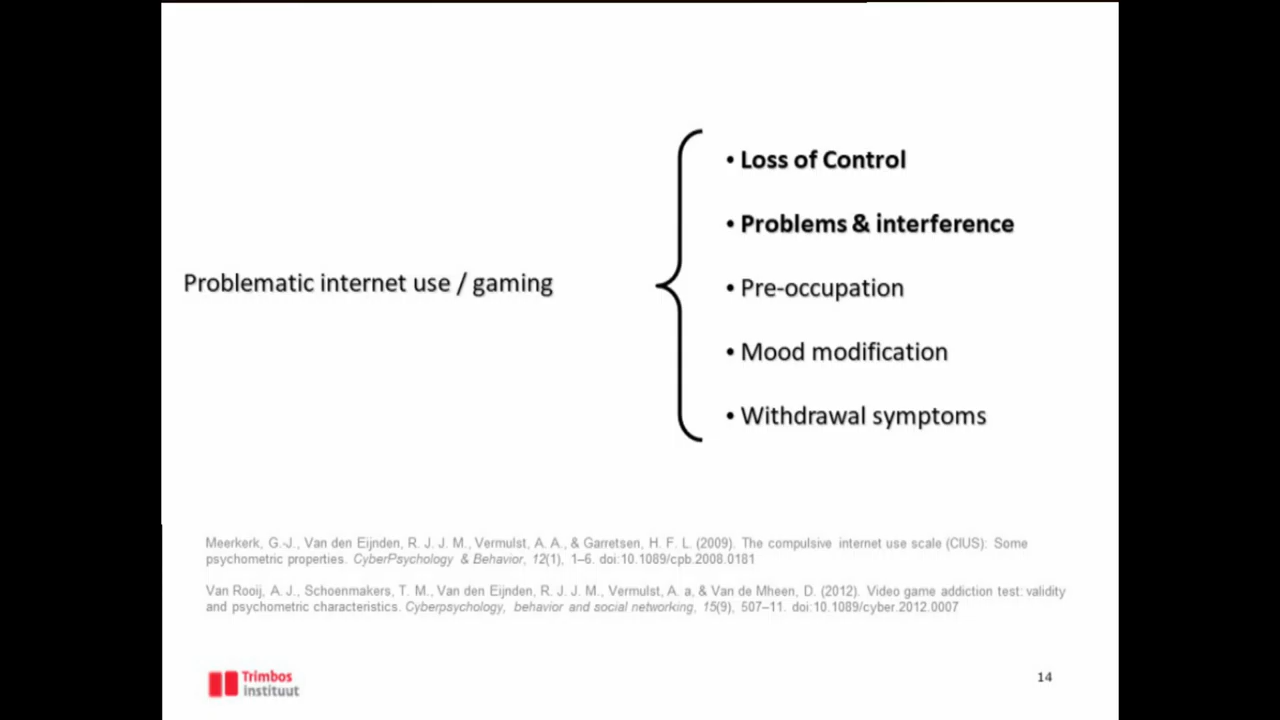 • Loss of Control
• Problems & interference
Problematic internet use / gaming
• Pre-occupation
• Mood modification
• Withdrawal symptoms
Meerkerk, G.-J., Van den Eijnden, R. J. J. M., Vermulst, A. A., & Garretsen, H. F. L. (2009). The compulsive internet use scale (CIUS): Some
psychometric properties. CyberPsychology & Behavior, 12(1), 1–6. doi:10.1089/cpb.2008.0181
Van Rooij, A. J., Schoenmakers, T. M., Van den Eijnden, R. J. J. M., Vermulst, A. a, & Van de Mheen, D. (2012). Video game addiction test: validity
and psychometric characteristics. Cyberpsychology, behavior and social networking, 15(9), 507–11. doi:10.1089/cyber.2012.0007
Trimbos
instituut
14